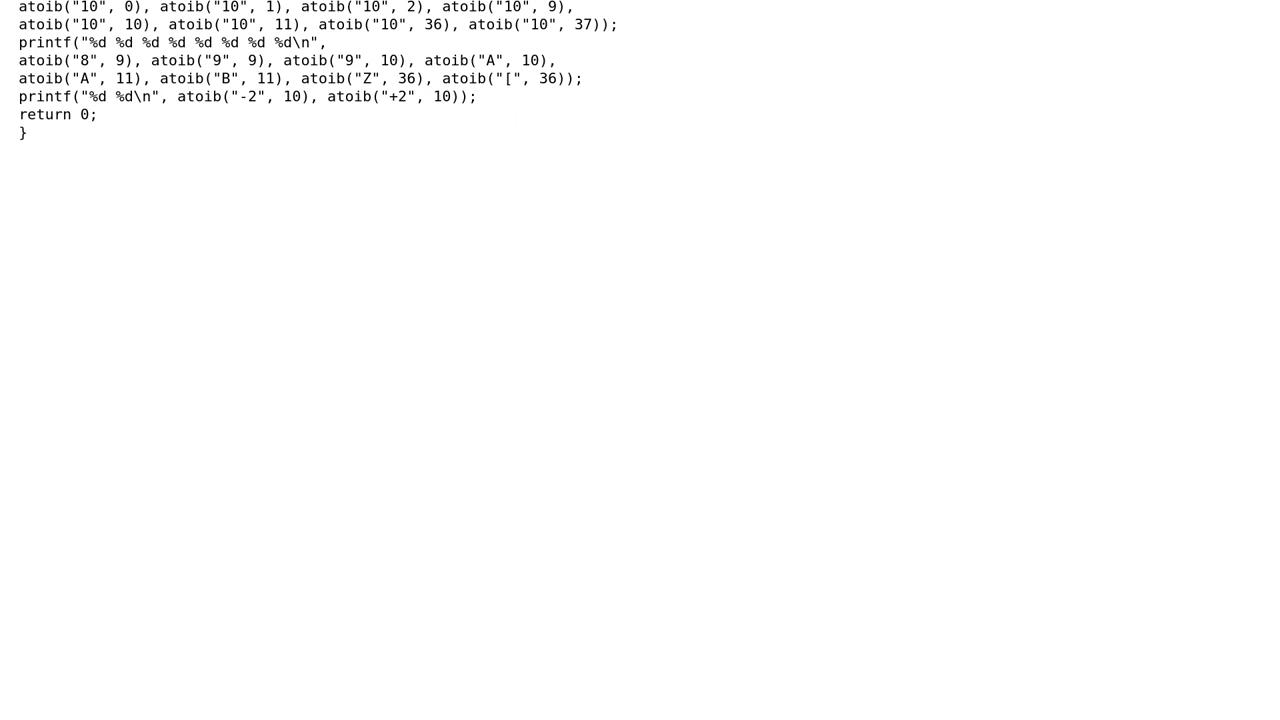 atoib("10", 0), atoib("10", 1), atoib("10", 2), atoib("10", 9),
atoib("10", 10), atoib("10", 11), atoib("10", 36), atoib("10", 37));
printf("%d %d %d %d %d %d %d %d\n",
atoib("8", 9), atoib("9", 9), atoib("9", 10), atoib("A", 10),
atoib("A", 11), atoib("B", 11), atoib("Z", 36), atoib("[", 36));
printf("%d %d\n", atoib("-2", 10), atoib("+2", 10));
return 0;
}